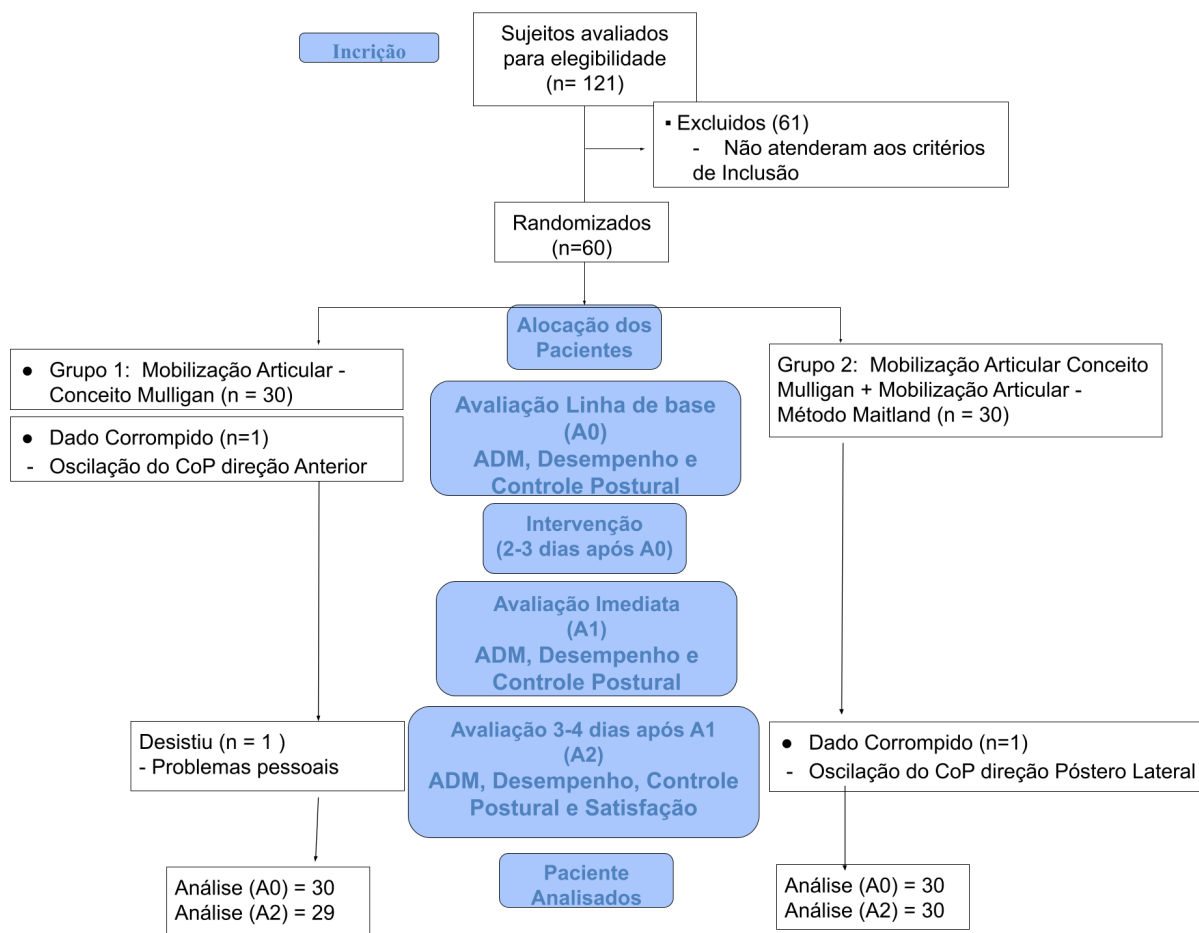 Incrição
Sujeitos avaliados
para elegibilidade
(n= 121)
▪ Excluidos (61)
- Não atenderam aos critérios
de Inclusão
Randomizados
(n=60)
Alocação dos
Pacientes
● Grupo 1: Mobilização Articular -
Conceito Mulligan (n = 30)
Grupo 2: Mobilização Articular Conceito
Mulligan + Mobilização Articular -
Método Maitland (n = 30)
● Dado Corrompido (n=1)
- Oscilação do CoP direção Anterior
Avaliação Linha de base
(A0)
ADM, Desempenho e
Controle Postural
Intervenção
(2-3 dias após A0)
Avaliação Imediata
(A1)
ADM, Desempenho e
Controle Postural
Desistiu (n = 1 )
- Problemas pessoais
Avaliação 3-4 dias após A1
(A2)
ADM, Desempenho, Controle
Postural e Satisfação
● Dado Corrompido (n=1)
- Oscilação do CoP direção Póstero Lateral
Paciente
Analisados
Análise (A0) = 30
Análise (A2) = 29
Análise (A0) = 30
Análise (A2) = 30